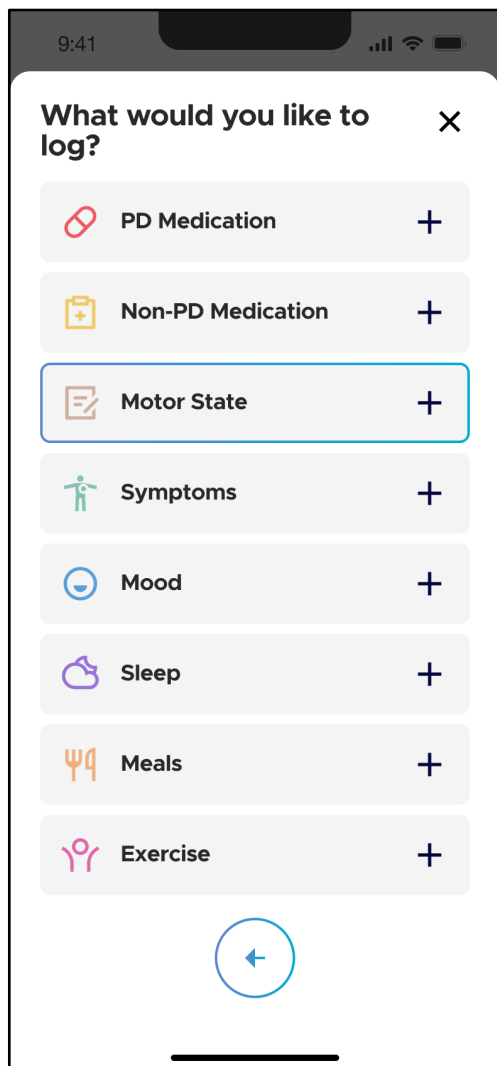 9:41
What would you like to
log?
PD Medication
Non-PD Medication
Motor State
Symptoms
Mood
Sleep
Meals
Exercise